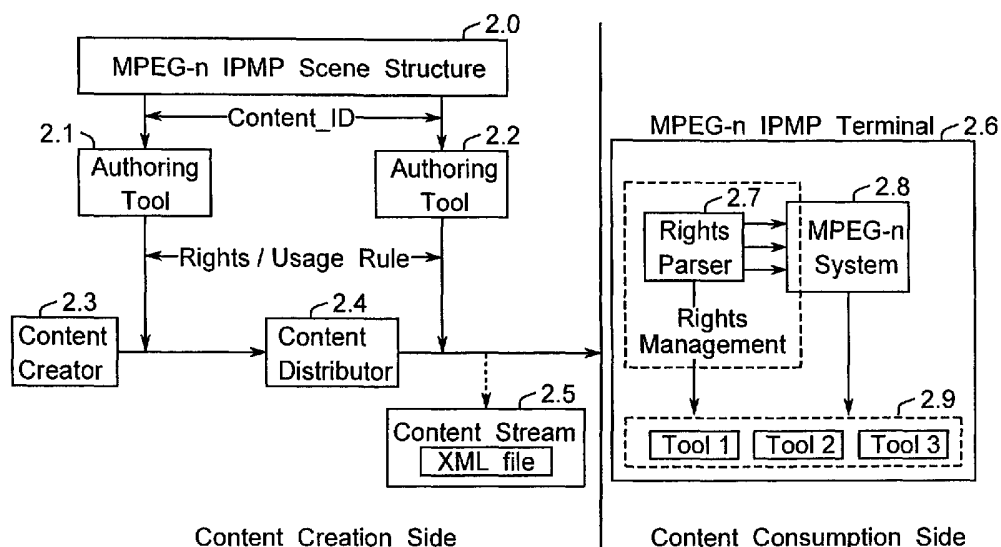 2.0
MPEG-n IPMP Scene Structure
Content_ID
2.1
Authoring
Tool
2.2
Authoring
Tool
Rights / Usage Rule
2.3
Content
Creator
2.4
Content
Distributor
2.5
Content Stream
XML file
Content Creation Side
MPEG-n IPMP Terminal
2.6
2.7
Rights
Parser
2.8
MPEG-n
System
Rights
Management
2.9
Tool 1
Tool 2
Tool 3
Content Consumption Side